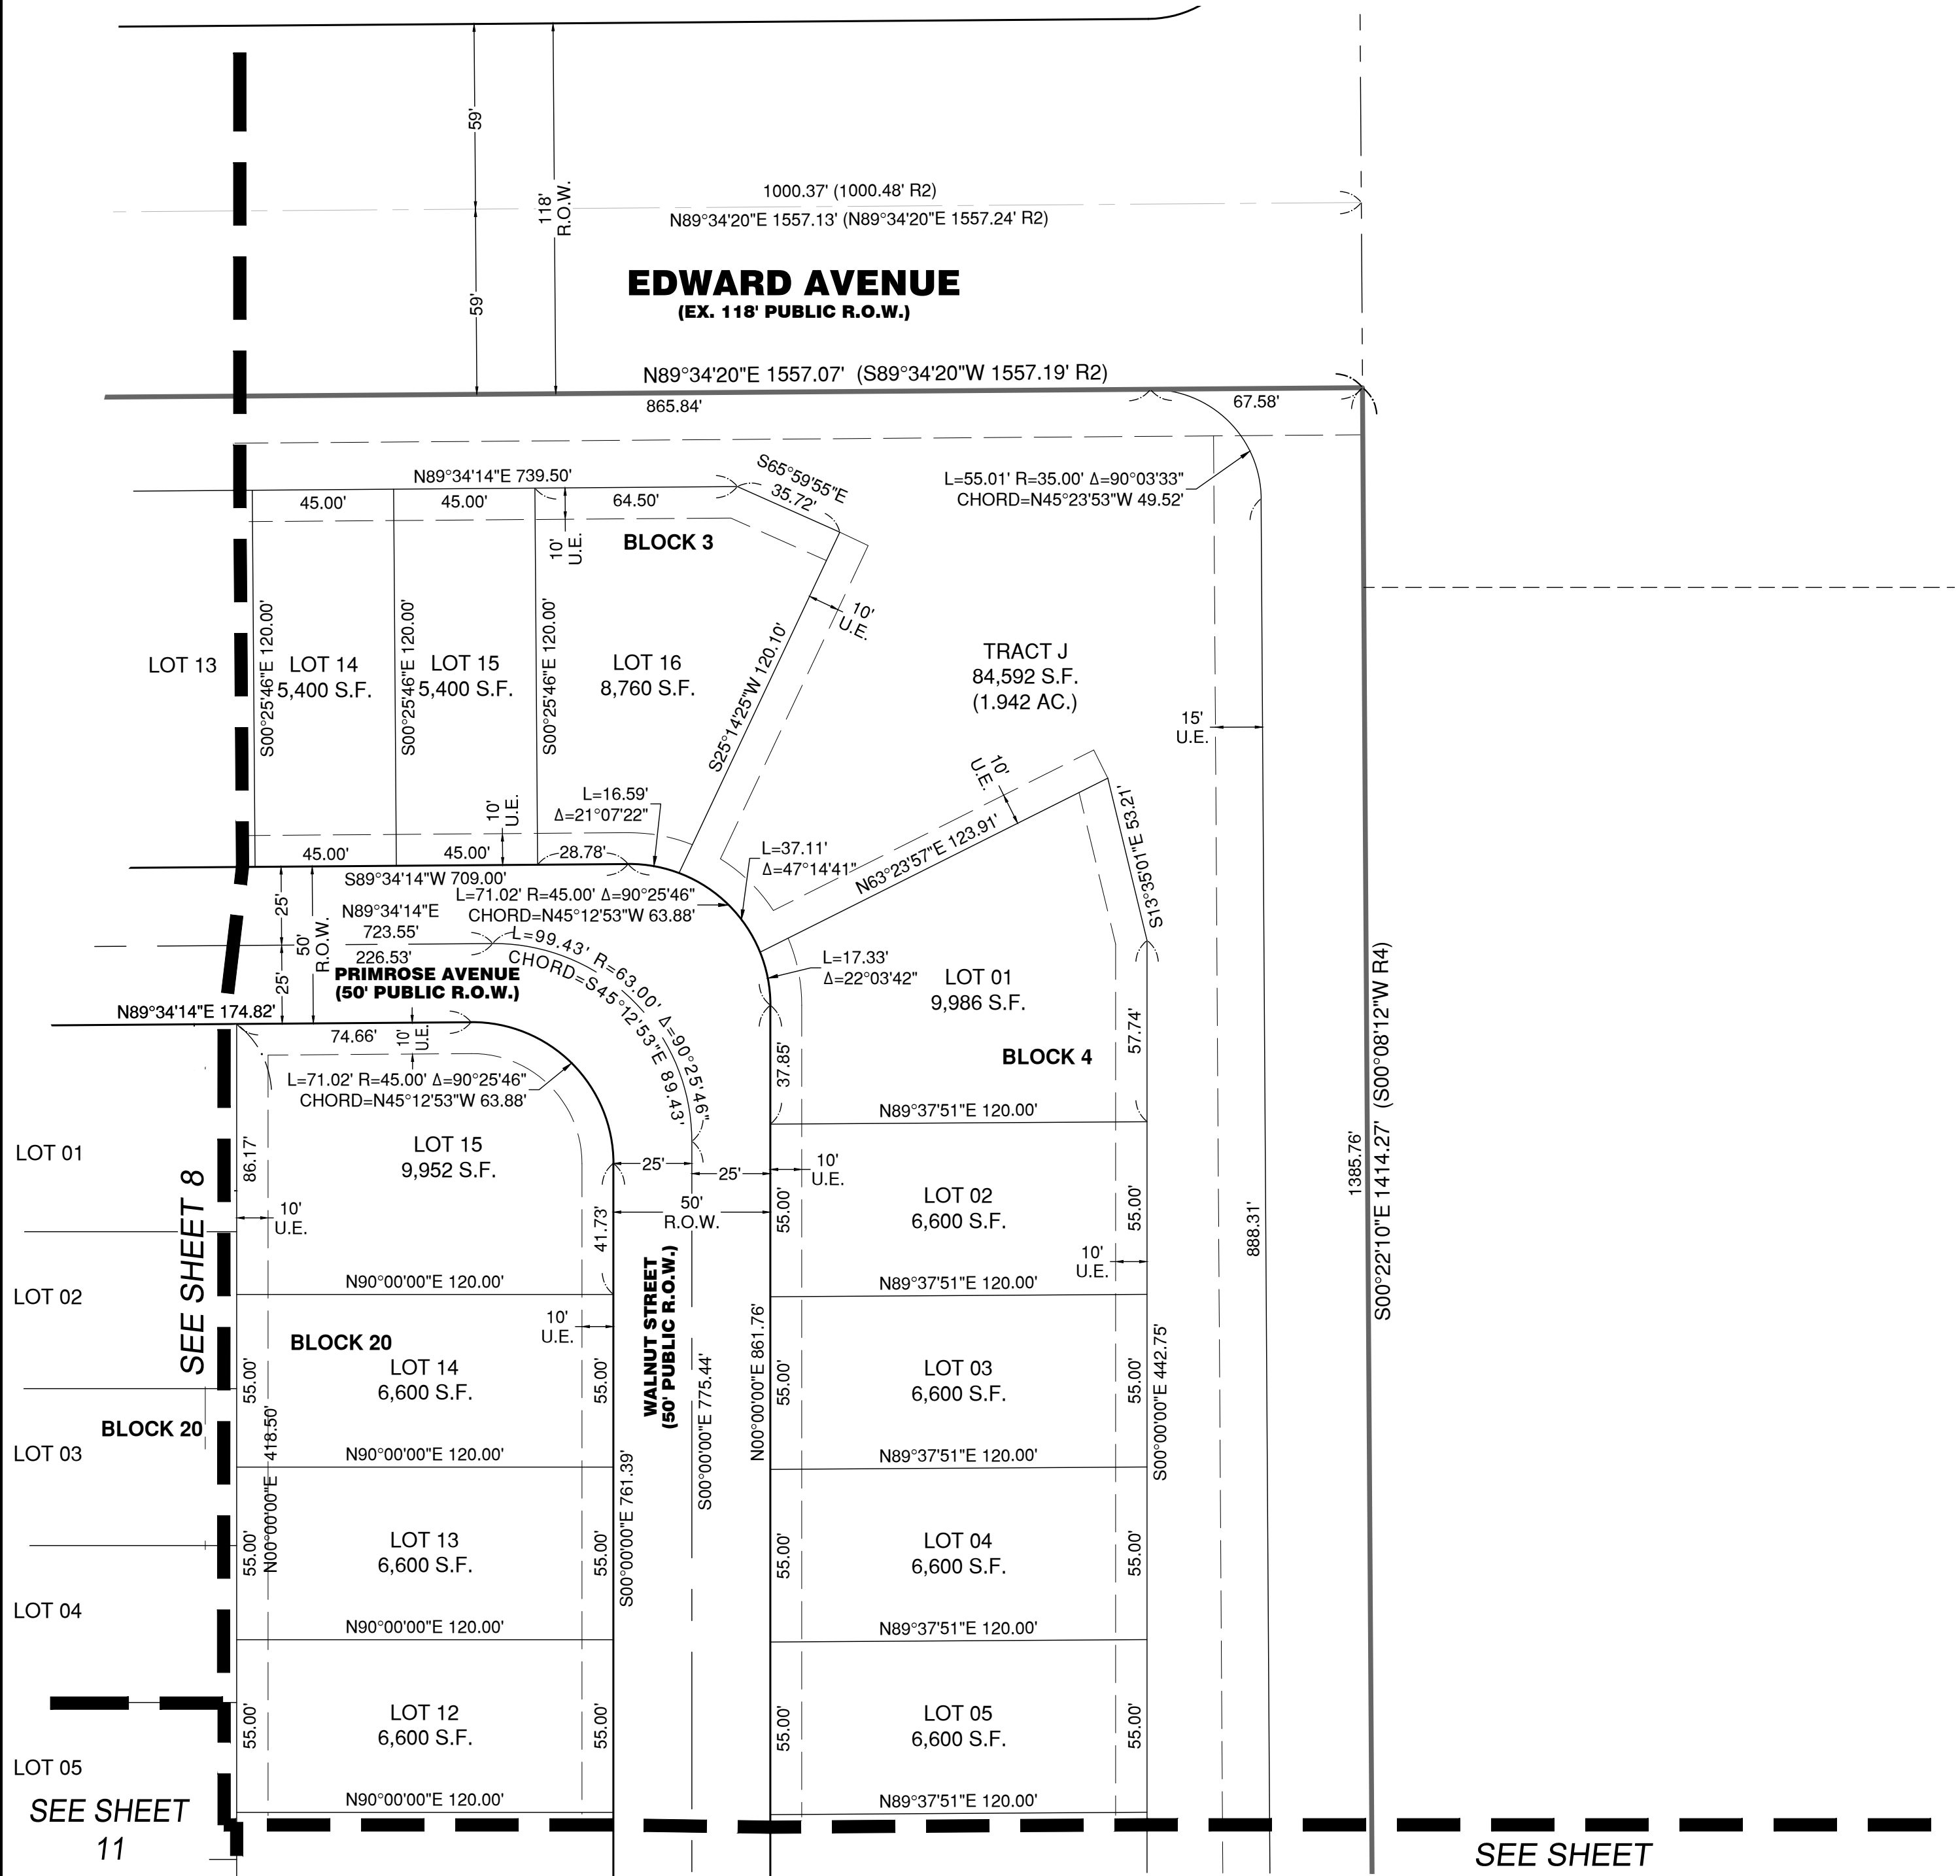 59'
118'
R.O.W.
59'
1000.37' (1000.48' R2)
N89°34'20"E 1557.13' (N89°34'20"E 1557.24' R2)
EDWARD AVENUE
(EX. 118' PUBLIC R.O.W.)
N89°34'20"E 1557.07' (S89°34'20"W 1557.19' R2)
865.84'
67.58'
L=55.01' R=35.00' Δ=90°03'33"
CHORD=N45°23'53"W 49.52'
N89°34'14"E 739.50'
45.00'
45.00'
64.50'
S65°59'55"E
35.72'
10'
U.E.
BLOCK 3
10'
U.E.
LOT 13
S00°25'46"E 120.00'
LOT 14
5,400 S.F.
S00°25'46"E 120.00'
LOT 15
5,400 S.F.
S00°25'46"E 120.00'
LOT 16
8,760 S.F.
S25°14'25"W 120.10'
TRACT J
84,592 S.F.
(1.942 AC.)
15'
U.E.
10'
U.E.
10'
U.E.
L=16.59'
Δ=21°07'22"
45.00'
45.00'
28.78'
L=37.11'
Δ=47°14'41"
N63°23'57"E 123.91'
S13°35'01"E 53.21'
S89°34'14"W 709.00'
L=71.02' R=45.00' Δ=90°25'46"
CHORD=N45°12'53"W 63.88'
25'
50'
R.O.W.
25'
N89°34'14"E
723.55'
226.53'
L=99.43' R=63.00' Δ=90°25'46"
CHORD=S45°12'53"E 89.43'
PRIMROSE AVENUE
(50' PUBLIC R.O.W.)
L=17.33'
Δ=22°03'42"
LOT 01
9,986 S.F.
BLOCK 4
57.74'
37.85'
N89°34'14"E 174.82'
74.66'
10'
U.E.
L=71.02' R=45.00' Δ=90°25'46"
CHORD=N45°12'53"W 63.88'
N89°37'51"E 120.00'
1385.76'
S00°22'10"E 1414.27' (S00°08'12"W R4)
888.31'
LOT 01
SEE SHEET 8
86.17'
LOT 15
9,952 S.F.
10'
U.E.
41.73'
25'
25'
50'
R.O.W.
10'
U.E.
55.00'
LOT 02
6,600 S.F.
55.00'
10'
U.E.
LOT 02
N90°00'00"E 120.00'
N89°37'51"E 120.00'
10'
U.E.
BLOCK 20
WALNUT STREET
(50' PUBLIC R.O.W.)
S00°00'00"E 775.44'
N00°00'00"E 861.76'
S00°00'00"E 442.75'
55.00'
LOT 14
6,600 S.F.
55.00'
55.00'
LOT 03
6,600 S.F.
55.00'
BLOCK 20
LOT 03
N00°00'00"E 418.50'
S00°00'00"E 761.39'
N90°00'00"E 120.00'
N89°37'51"E 120.00'
55.00'
LOT 13
6,600 S.F.
55.00'
55.00'
LOT 04
6,600 S.F.
55.00'
LOT 04
N90°00'00"E 120.00'
N89°37'51"E 120.00'
55.00'
LOT 12
6,600 S.F.
55.00'
55.00'
LOT 05
6,600 S.F.
55.00'
LOT 05
N90°00'00"E 120.00'
N89°37'51"E 120.00'
SEE SHEET
11
SEE SHEET